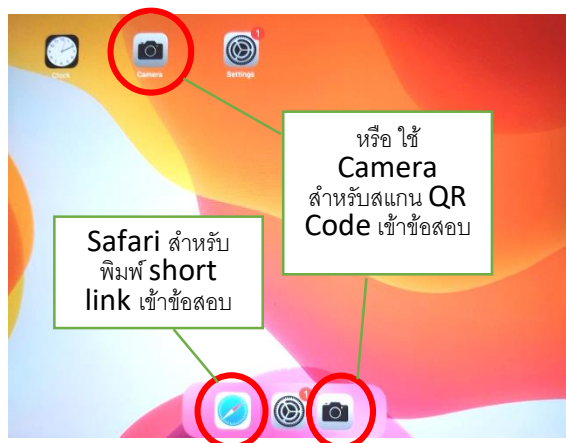 Clock
Camera
Settings
1
หรือ ใช้
Camera
สำหรับสแกน QR
Code เข้าข้อสอบ
Safari สำหรับ
พิมพ์ short
link เข้าข้อสอบ
1